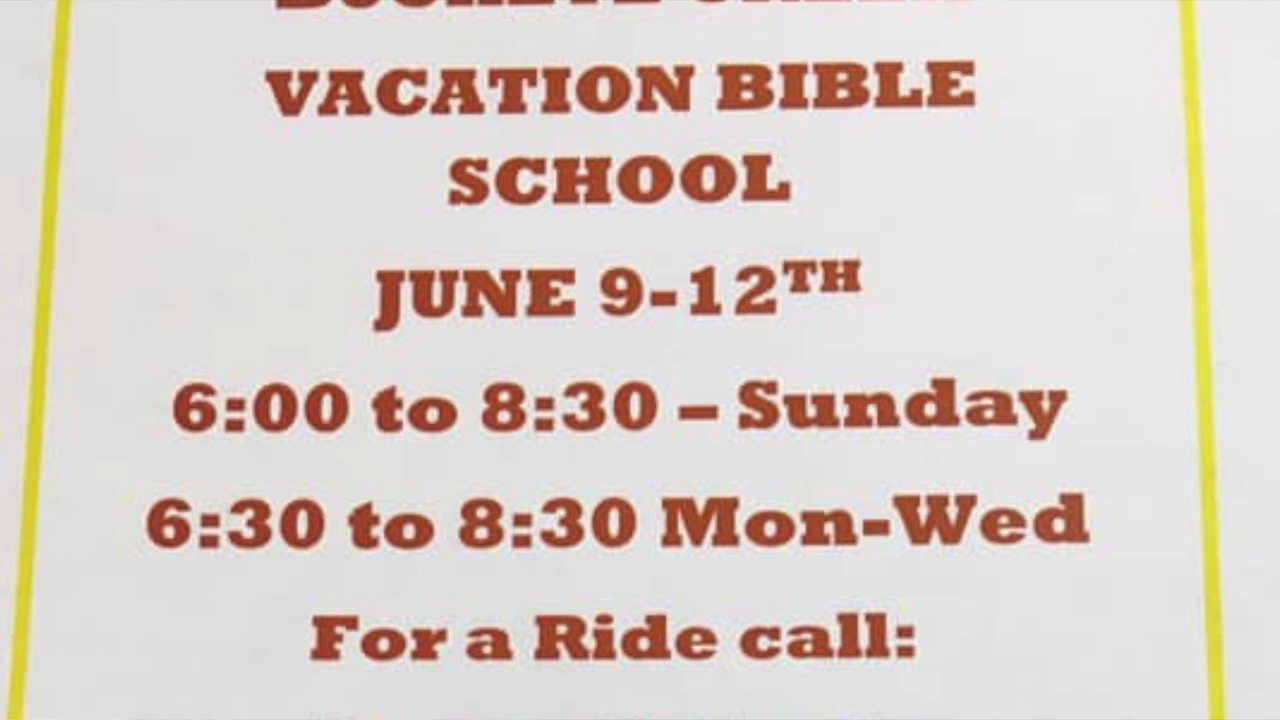 VACATION BIBLE
SCHOOL
JUNE 9-12TH
6:00 to 8:30 – Sunday
6:30 to 8:30 Mon-Wed
For a Ride call: